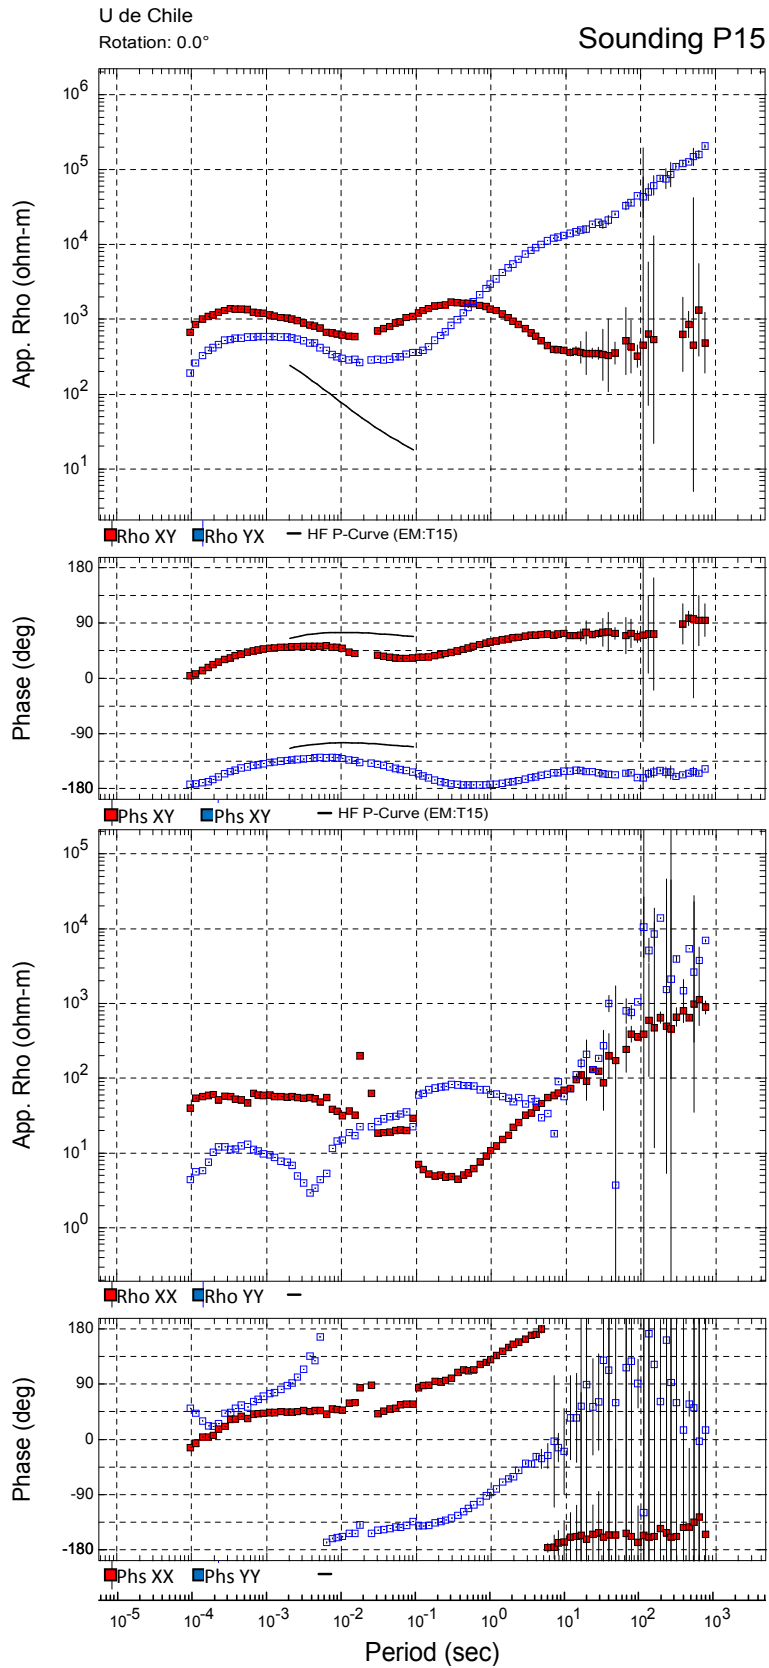 U de Chile
Rotation: 0.0°
Sounding P15
10^6
10^5
10^4
10^3
10^2
10^1
App. Rho (ohm-m)
Rho XY Rho YX HF P-Curve (EM:T15)
180
90
0
-90
-180
Phase (deg)
Phs XY Phs XY HF P-Curve (EM:T15)
10^5
10^4
10^3
10^2
10^1
10^0
App. Rho (ohm-m)
Rho XX Rho YY
180
90
0
-90
-180
Phase (deg)
Phs XX Phs YY
10^-5 10^-4 10^-3 10^-2 10^-1 10^0 10^1 10^2 10^3
Period (sec)